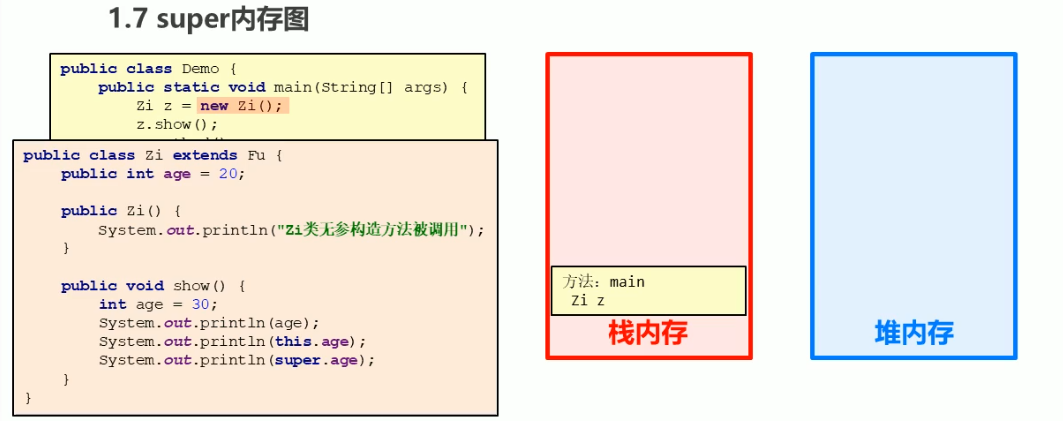 1.7 super内存图
public class Demo {
public static void main(String[] args) {
Zi z = new Zi();
z.show();
public class Zi extends Fu {
public int age = 20;
public Zi() {
System.out.println("Zi类无参构造方法被调用");
}
public void show() {
int age = 30;
System.out.println(age);
System.out.println(this.age);
System.out.println(super.age);
}
}
方法：main
Zi z
栈内存
堆内存